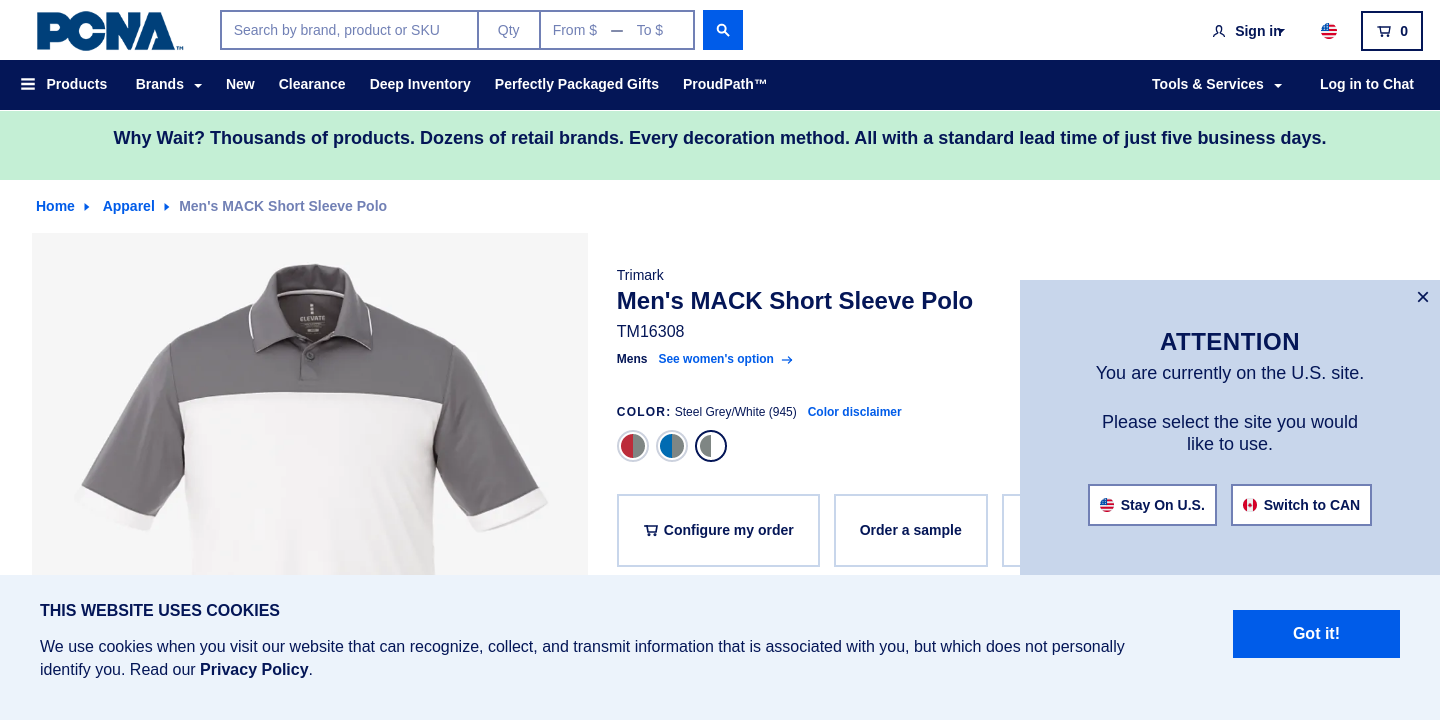 PCNA™
Search by brand, product or SKU
Qty
From $ — To $
Sign in
0
Products
Brands
New
Clearance
Deep Inventory
Perfectly Packaged Gifts
ProudPath™
Tools & Services
Log in to Chat
Why Wait? Thousands of products. Dozens of retail brands. Every decoration method. All with a standard lead time of just five business days.
Home
Apparel
Men's MACK Short Sleeve Polo
ELEVATE
Trimark
Men's MACK Short Sleeve Polo
TM16308
Mens See women's option
COLOR: Steel Grey/White (945) Color disclaimer
Configure my order
Order a sample
ATTENTION
You are currently on the U.S. site.
Please select the site you would
like to use.
Stay On U.S.
Switch to CAN
THIS WEBSITE USES COOKIES
We use cookies when you visit our website that can recognize, collect, and transmit information that is associated with you, but which does not personally
identify you. Read our Privacy Policy.
Got it!